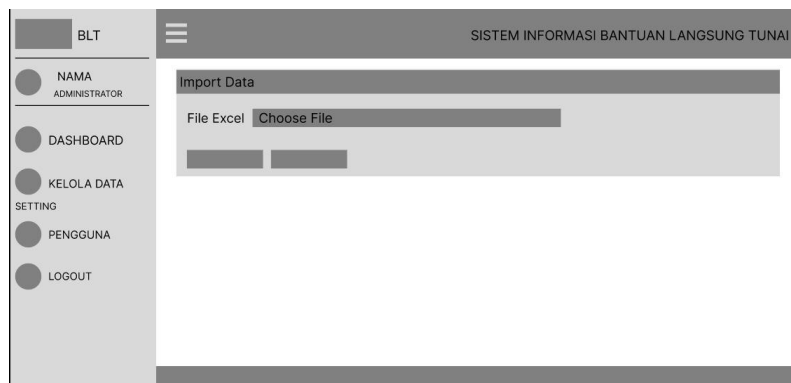 BLT
SISTEM INFORMASI BANTUAN LANGSUNG TUNAI
NAMA
ADMINISTRATOR
DASHBOARD
KELOLA DATA
SETTING
PENGGUNA
LOGOUT
Import Data
File Excel Choose File